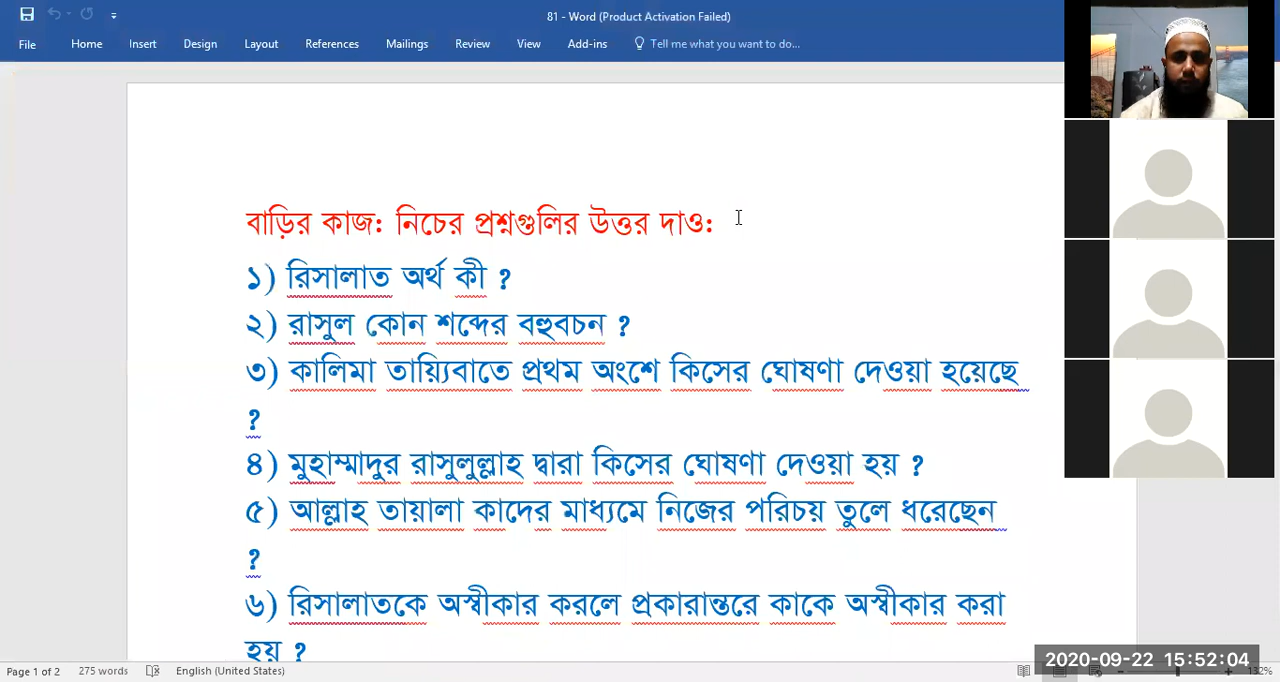 81 - Word (Product Activation Failed)
File Home Insert Design Layout References Mailings Review View Add-ins Tell me what you want to do...
বাড়ির কাজ: নিচের প্রশ্নগুলির উত্তর দাও:
১) রিসালাত অর্থ কী ?
২) রাসুল কোন শব্দের বহুবচন ?
৩) কালিমা তায়্যিবাতে প্রথম অংশে কিসের ঘোষণা দেওয়া হয়েছে
?
৪) মুহাম্মাদুর রাসুলুল্লাহ দ্বারা কিসের ঘোষণা দেওয়া হয় ?
৫) আল্লাহ তায়ালা কাদের মাধ্যমে নিজের পরিচয় তুলে ধরেছেন
?
৬) রিসালাতকে অস্বীকার করলে প্রকারান্তরে কাকে অস্বীকার করা
হয় ?
Page 1 of 2 275 words English (United States) 132%
2020-09-22 15:52:04